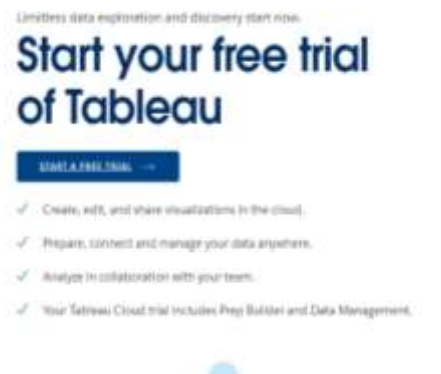 Limitless data exploration and discovery start now.
Start your free trial
of Tableau
START A FREE TRIAL →
✓ Create, edit, and share visualizations in the cloud.
✓ Prepare, connect and manage your data anywhere.
✓ Analyze in collaboration with your team.
✓ Your Tableau Cloud trial includes Prep Builder and Data Management.